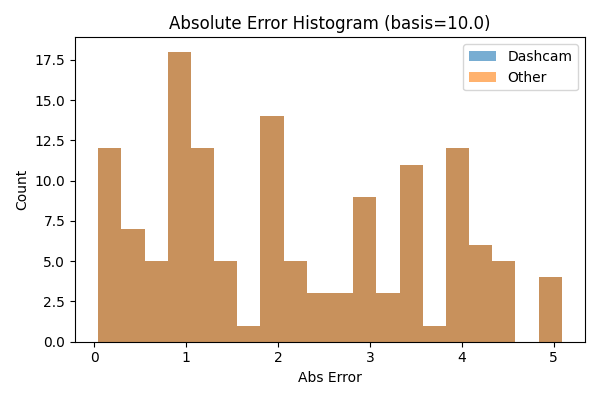 Absolute Error Histogram (basis=10.0)
Dashcam
Other
17.5
15.0
12.5
10.0
7.5
5.0
2.5
0.0
Count
0 1 2 3 4 5
Abs Error